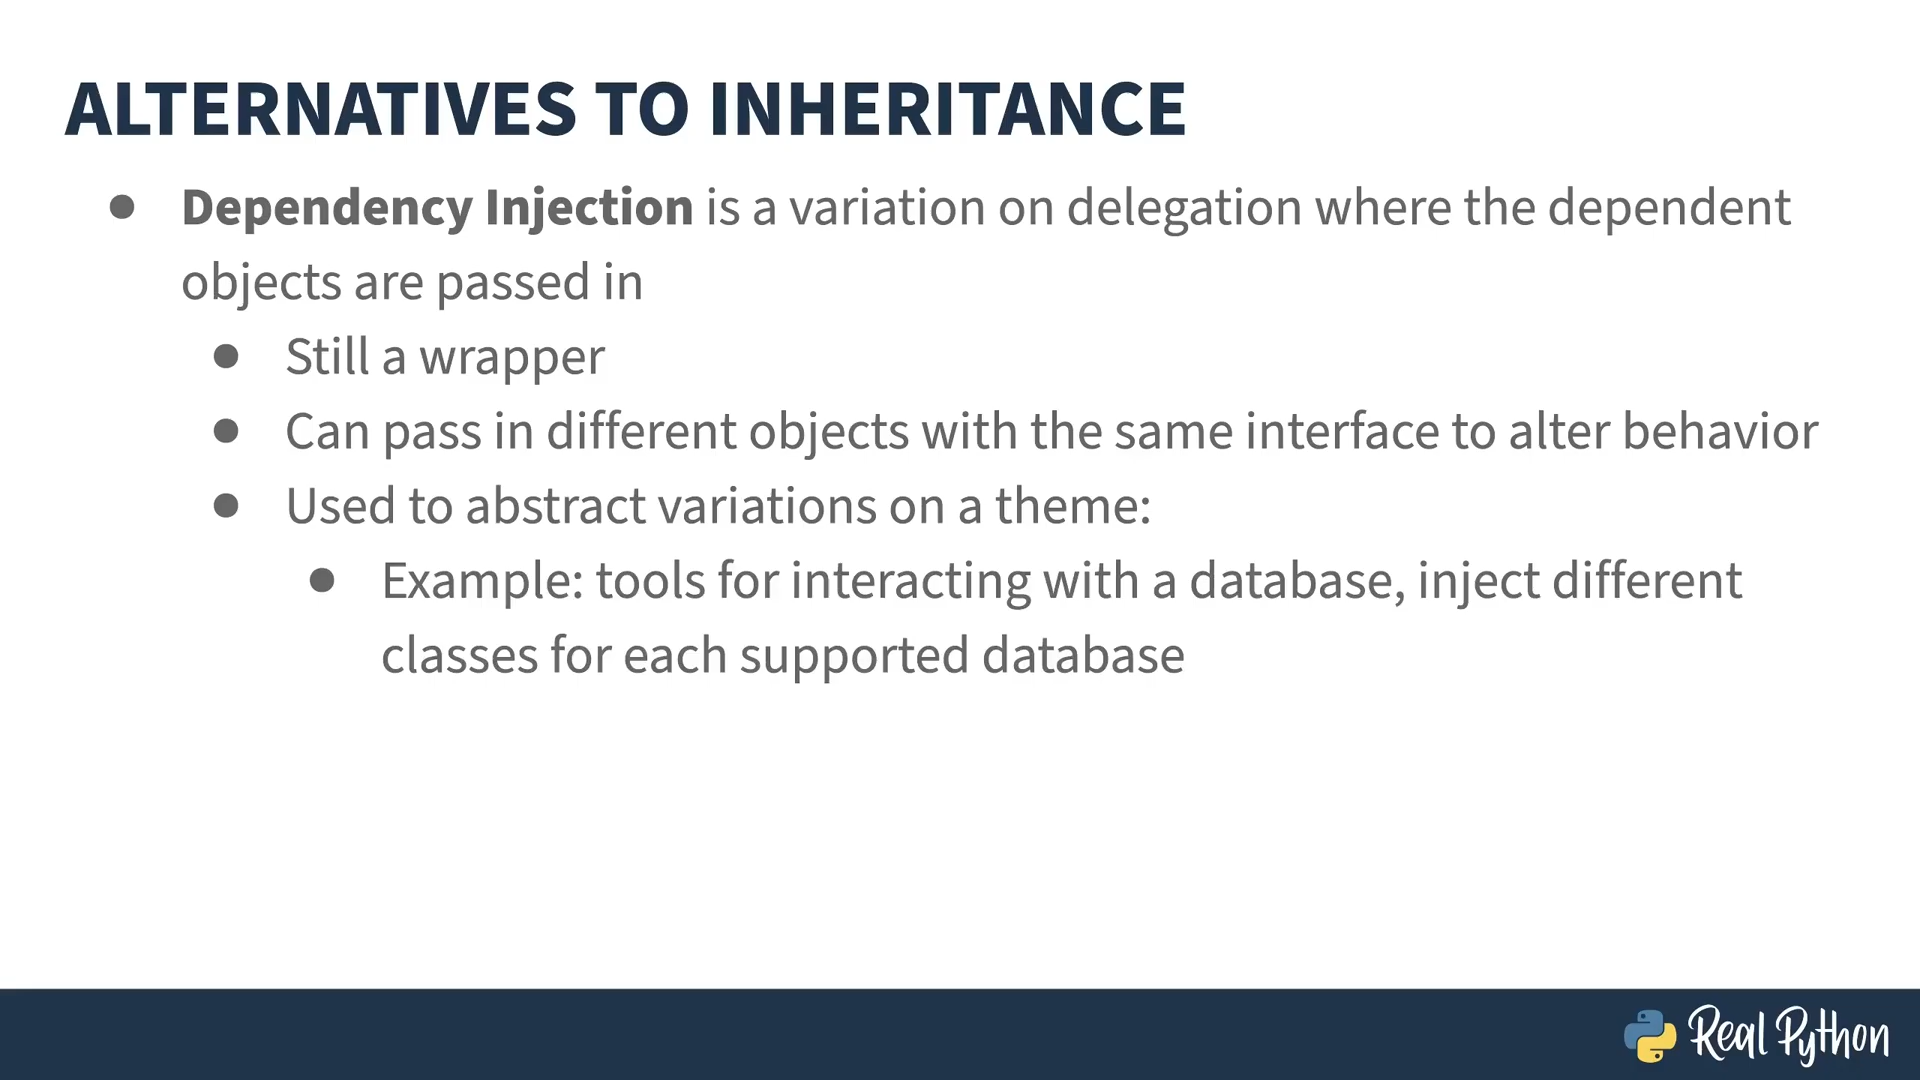 ALTERNATIVES TO INHERITANCE
● Dependency Injection is a variation on delegation where the dependent
objects are passed in
● Still a wrapper
● Can pass in different objects with the same interface to alter behavior
● Used to abstract variations on a theme:
● Example: tools for interacting with a database, inject different
classes for each supported database
Real Python